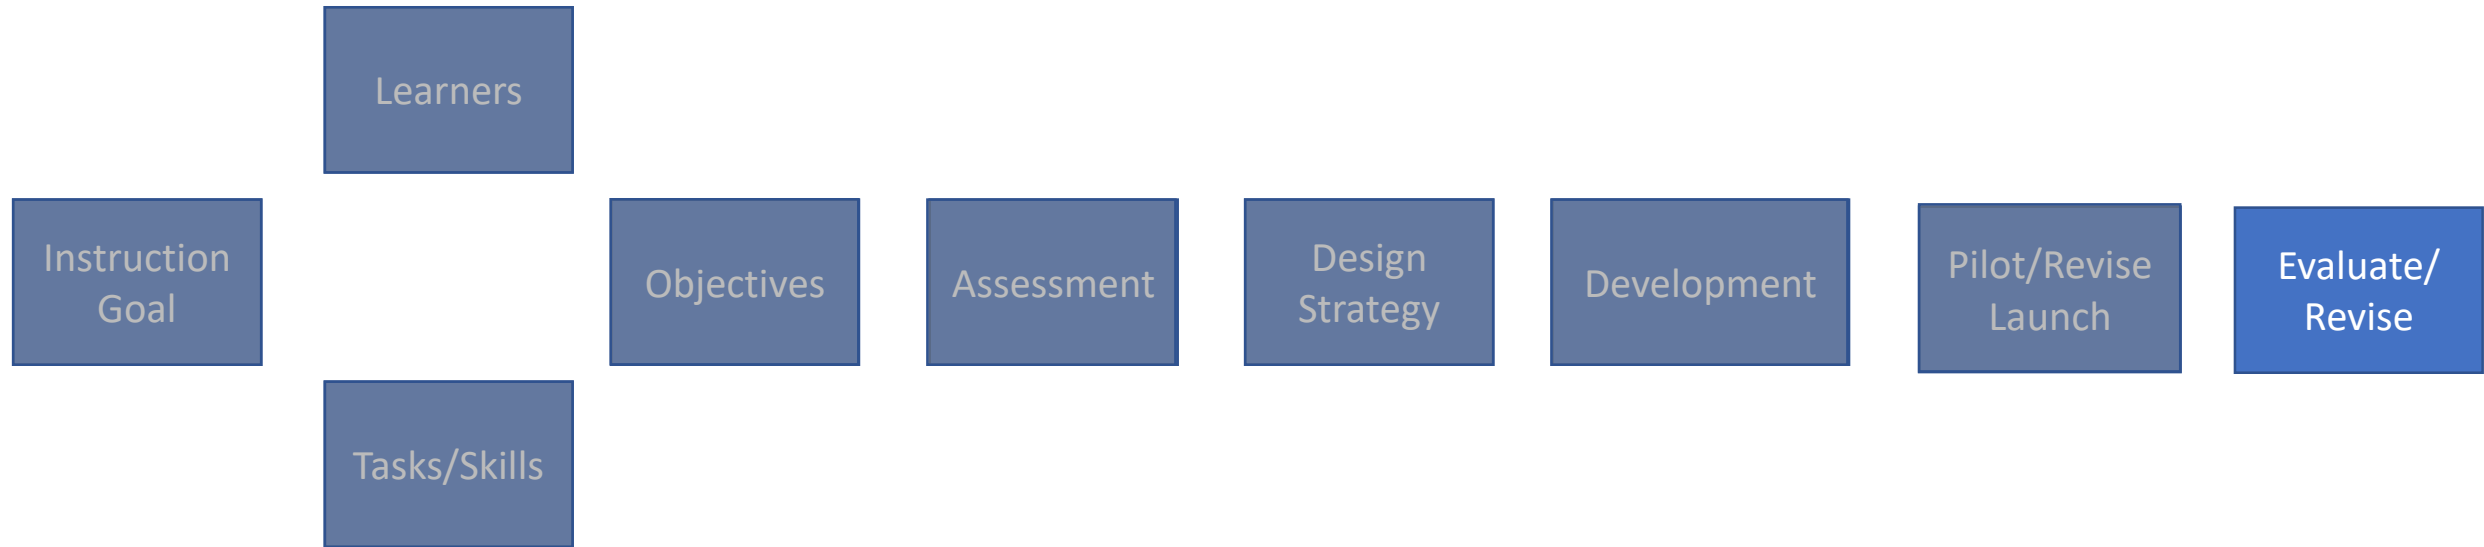 Learners
Instruction
Goal
Objectives
Assessment
Design
Strategy
Development
Pilot/Revise
Launch
Evaluate/
Revise
Tasks/Skills